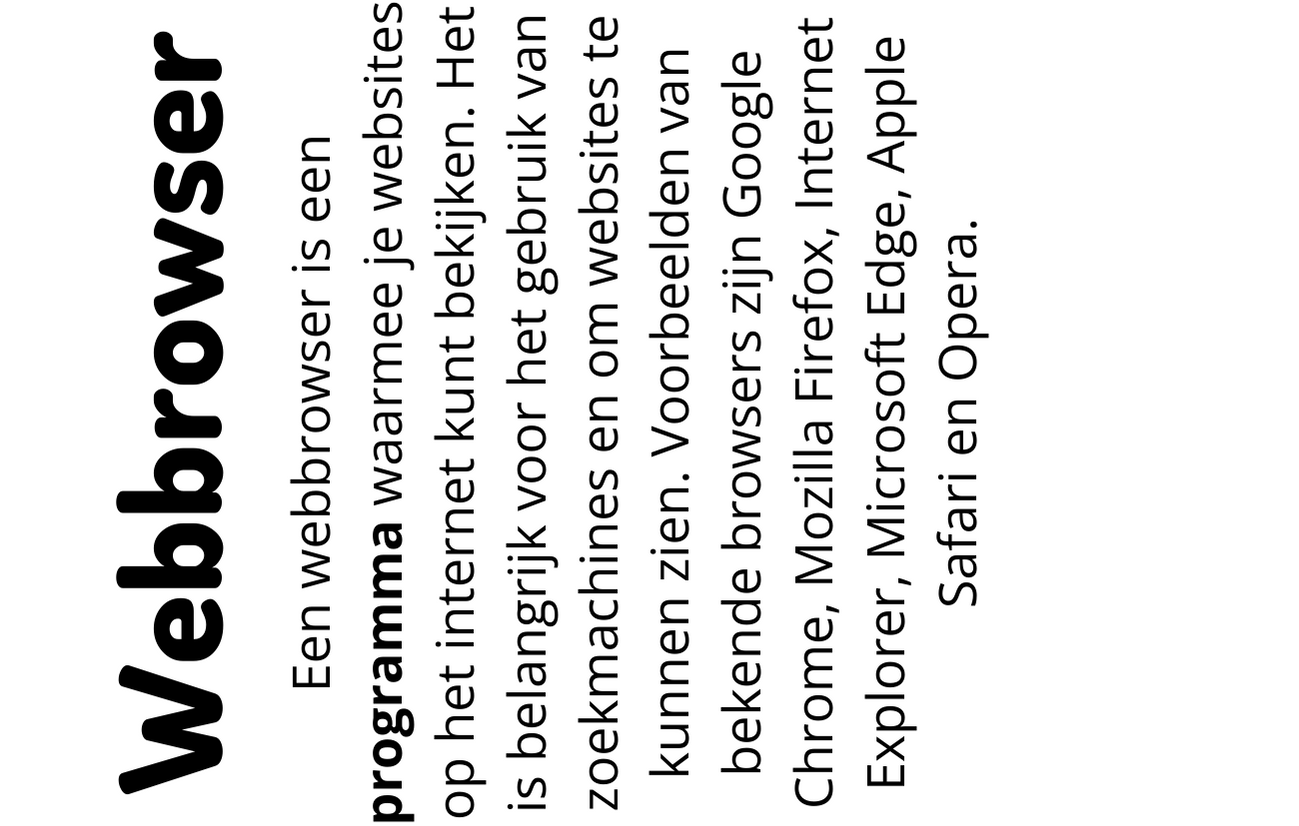 Webbrowser
Een webbrowser is een
programma waarmee je websites
op het internet kunt bekijken. Het
is belangrijk voor het gebruik van
zoekmachines en om websites te
kunnen zien. Voorbeelden van
bekende browsers zijn Google
Chrome, Mozilla Firefox, Internet
Explorer, Microsoft Edge, Apple
Safari en Opera.